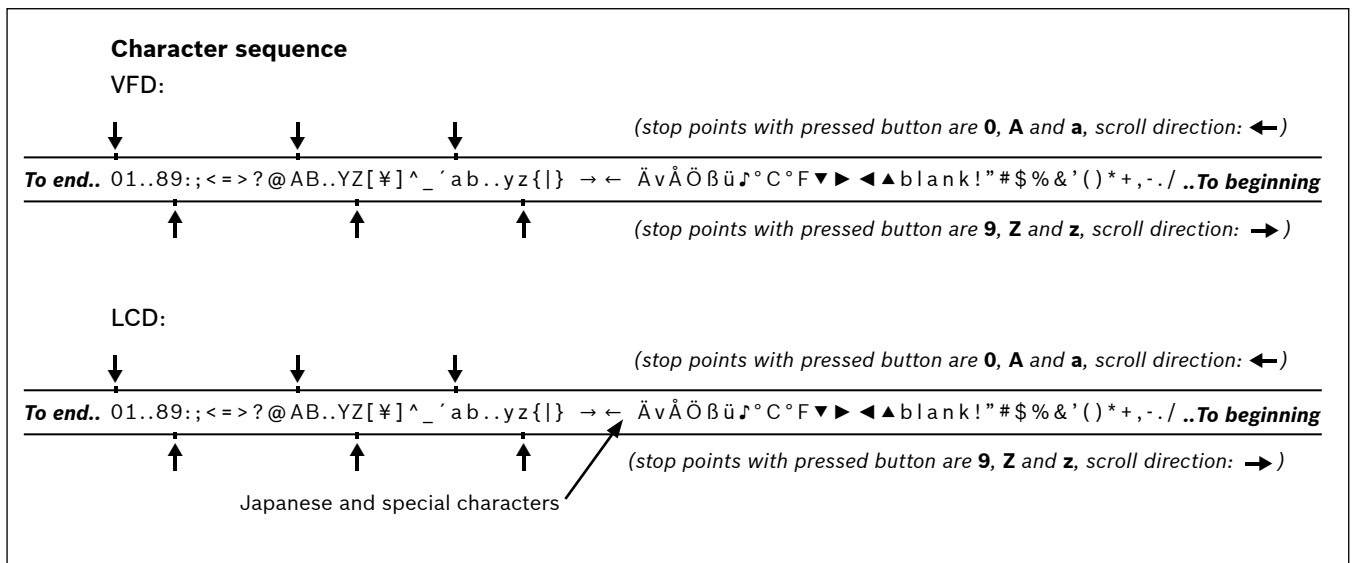 Character sequence
VFD:
(stop points with pressed button are 0, A and a, scroll direction: ←)
To end.. 01..89:;<=>?@AB..YZ[¥]^_´ab..yz{|} → ← ÄvÅÖßü♪°C°F▼►◄▲blank!”#$%&'()*+,-./ ..To beginning
(stop points with pressed button are 9, Z and z, scroll direction: →)
LCD:
(stop points with pressed button are 0, A and a, scroll direction: ←)
To end.. 01..89:;<=>?@AB..YZ[¥]^_´ab..yz{|} → ← ÄvÅÖßü♪°C°F▼►◄▲blank!”#$%&'()*+,-./ ..To beginning
(stop points with pressed button are 9, Z and z, scroll direction: →)
Japanese and special characters